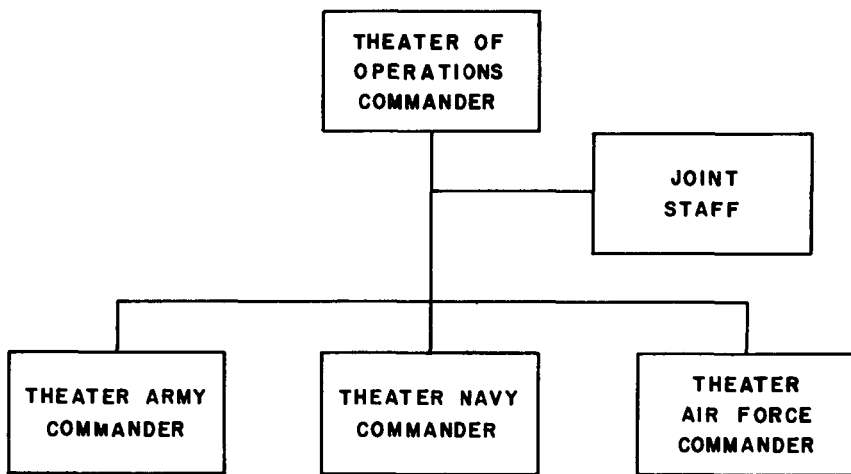 THEATER OF
OPERATIONS
COMMANDER
JOINT
STAFF
THEATER ARMY
COMMANDER
THEATER NAVY
COMMANDER
THEATER
AIR FORCE
COMMANDER